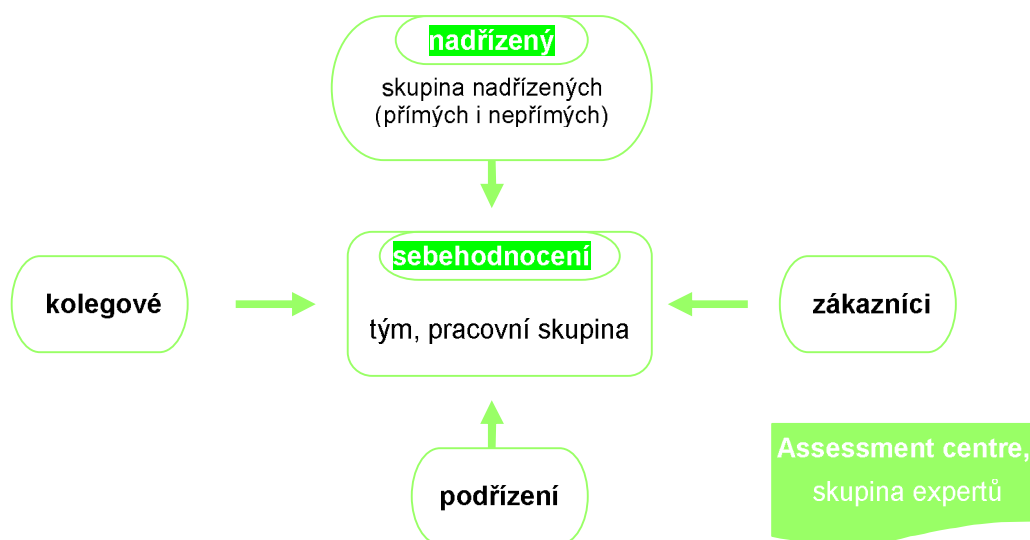 nadřízený
skupina nadřízených
(přímých i nepřímých)
sebehodnocení
kolegové
tým, pracovní skupina
zákazníci
podřízení
Assessment centre,
skupina expertů